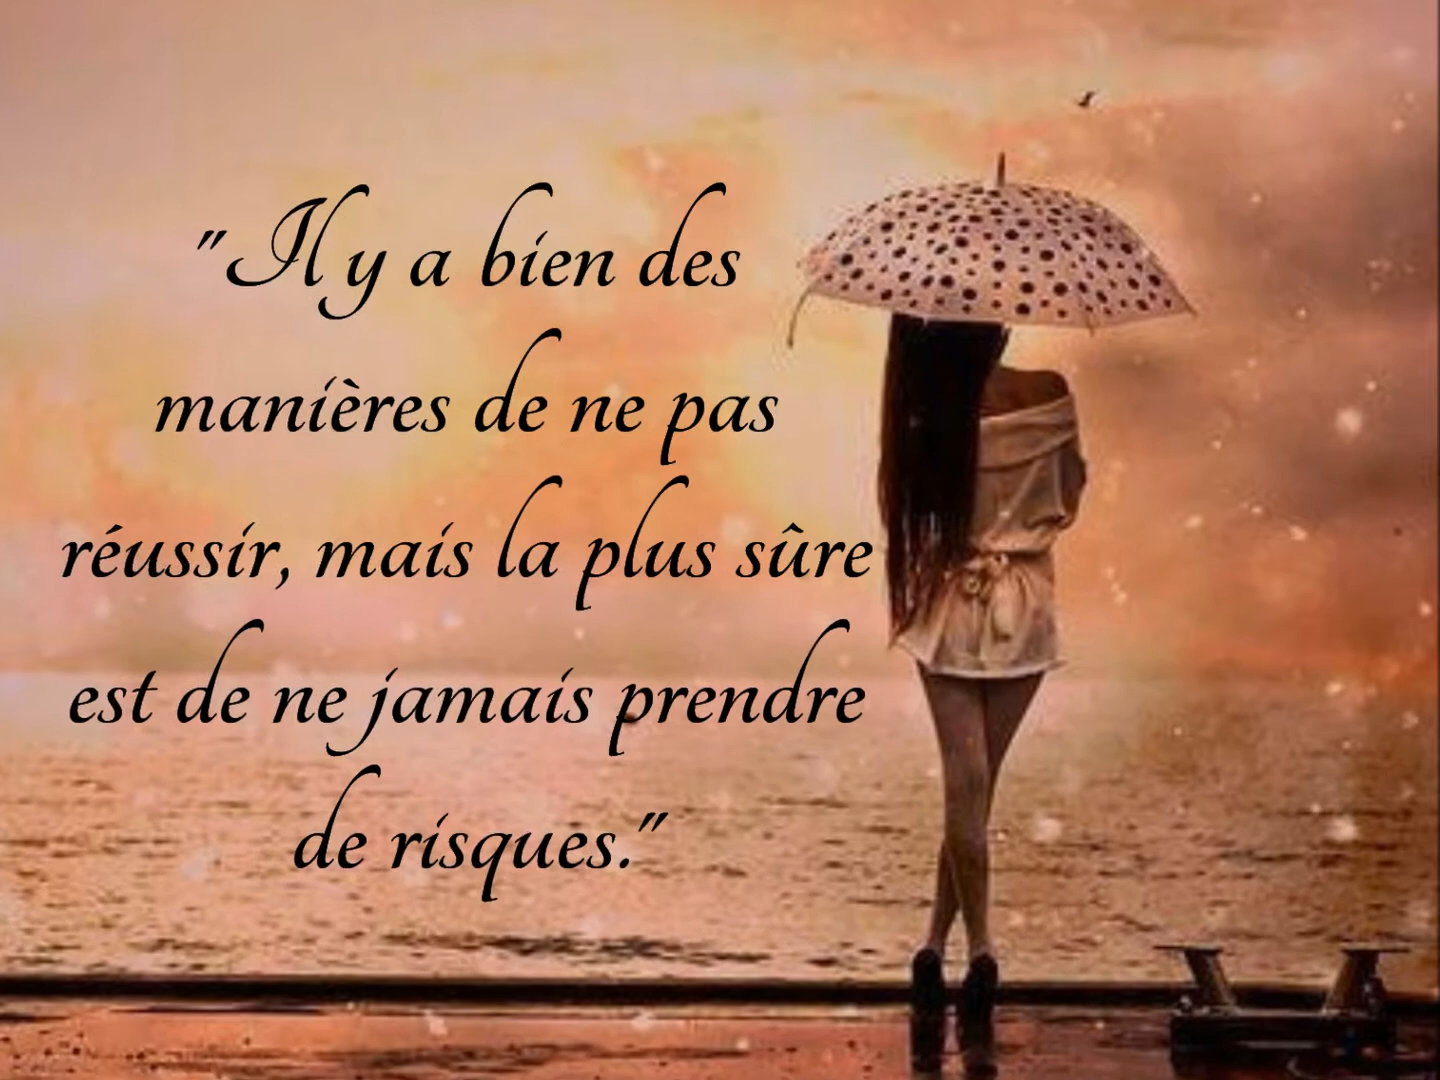 "Il y a bien des
manières de ne pas
réussir, mais la plus sûre
est de ne jamais prendre
de risques."